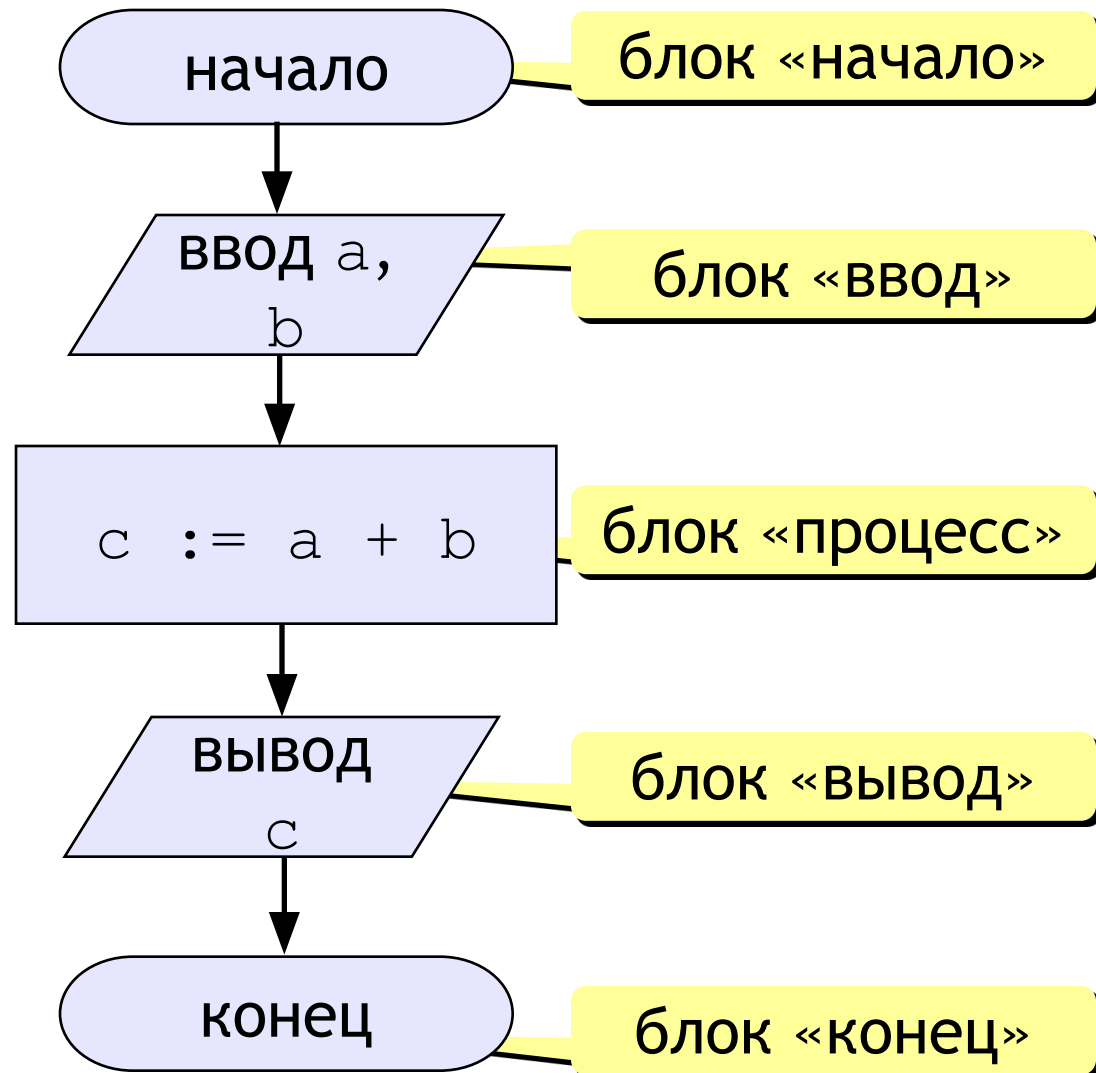 начало
блок «начало»
ввод a,
b
блок «ввод»
c := a + b
блок «процесс»
вывод
c
блок «вывод»
конец
блок «конец»